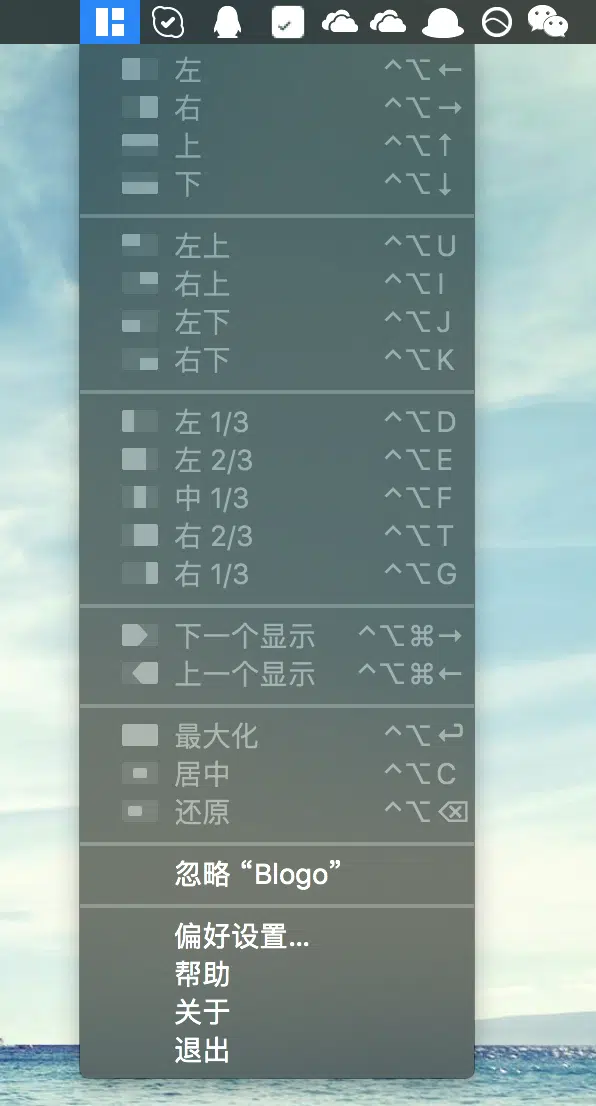 左 ^⌥←
右 ^⌥→
上 ^⌥↑
下 ^⌥↓
左上 ^⌥U
右上 ^⌥I
左下 ^⌥J
右下 ^⌥K
左 1/3 ^⌥D
左 2/3 ^⌥E
中 1/3 ^⌥F
右 2/3 ^⌥T
右 1/3 ^⌥G
下一个显示 ^⌥⌘→
上一个显示 ^⌥⌘←
最大化 ^⌥↩
居中 ^⌥C
还原 ^⌥⌫
忽略 “Blogo”
偏好设置...
帮助
关于
退出